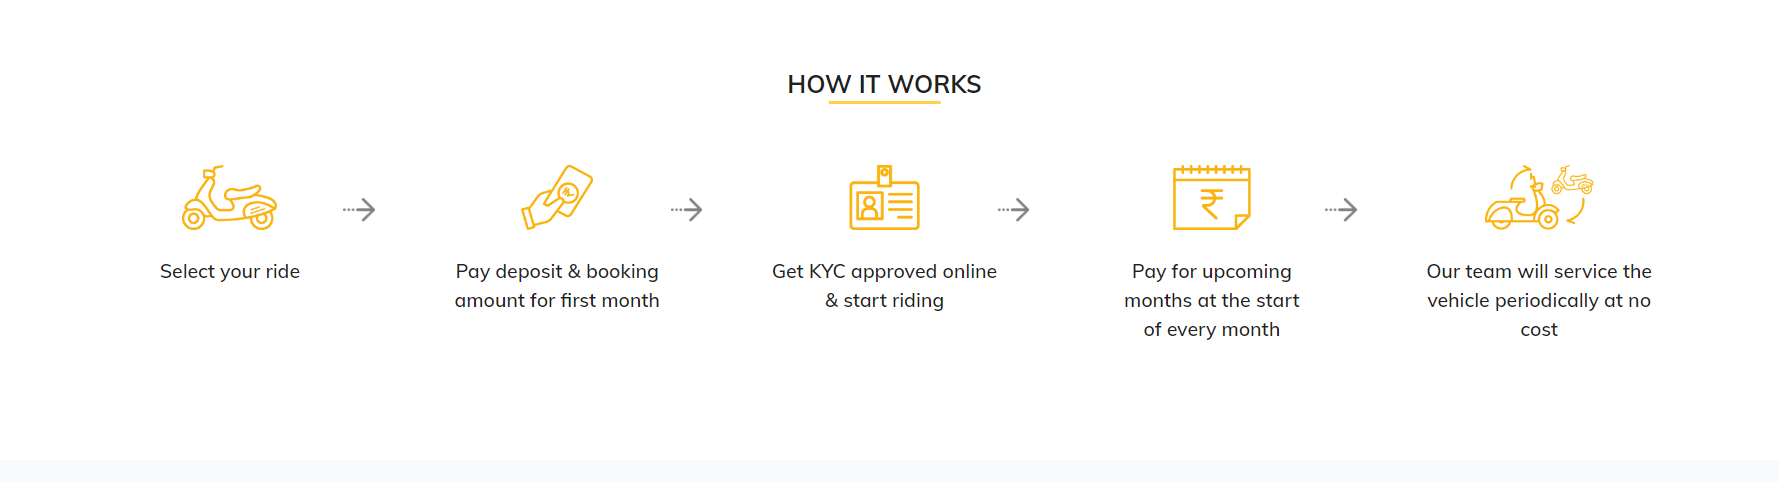 HOW IT WORKS
Select your ride
Pay deposit & booking
amount for first month
Get KYC approved online
& start riding
Pay for upcoming
months at the start
of every month
Our team will service the
vehicle periodically at no
cost